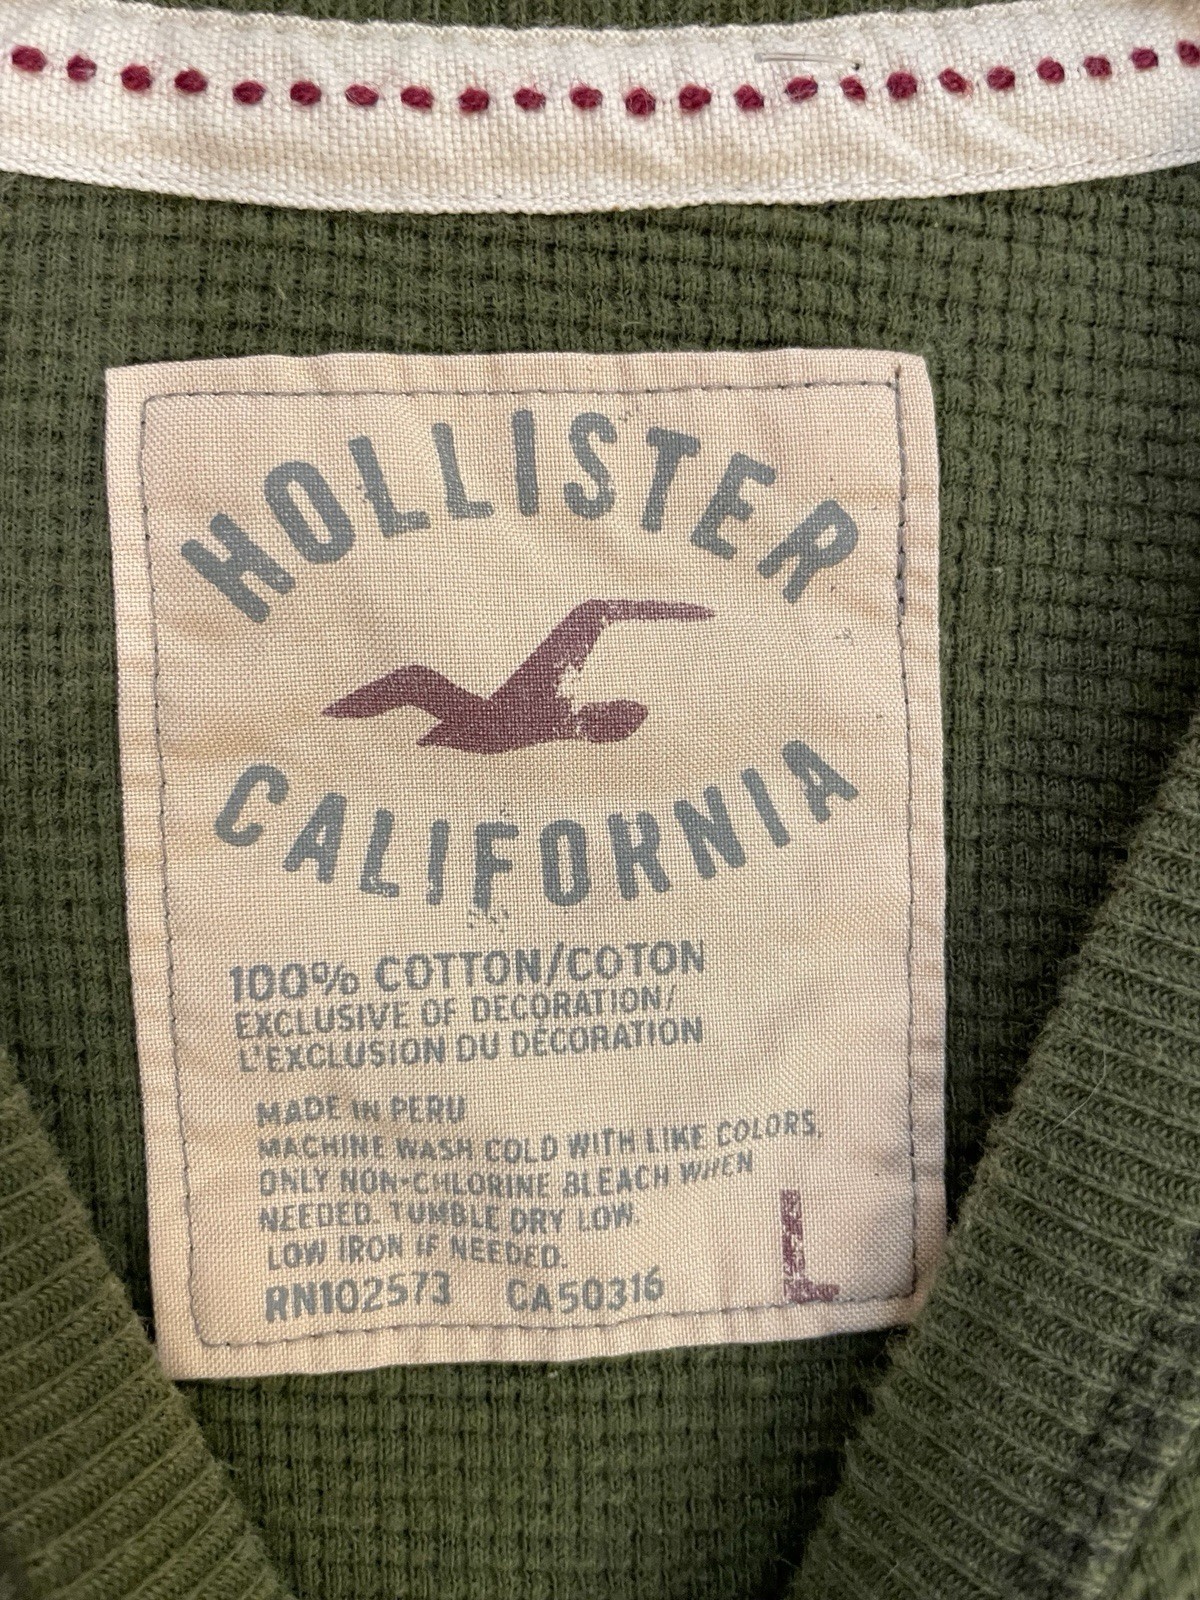 HOLLISTER
CALIFORNIA
100% COTTON/COTON
EXCLUSIVE OF DECORATION/
L'EXCLUSION DU DÉCORATION
MADE IN PERU
MACHINE WASH COLD WITH LIKE COLORS.
ONLY NON-CHLORINE BLEACH WHEN
NEEDED. TUMBLE DRY LOW.
LOW IRON IF NEEDED.
RN102573 CA50316
L